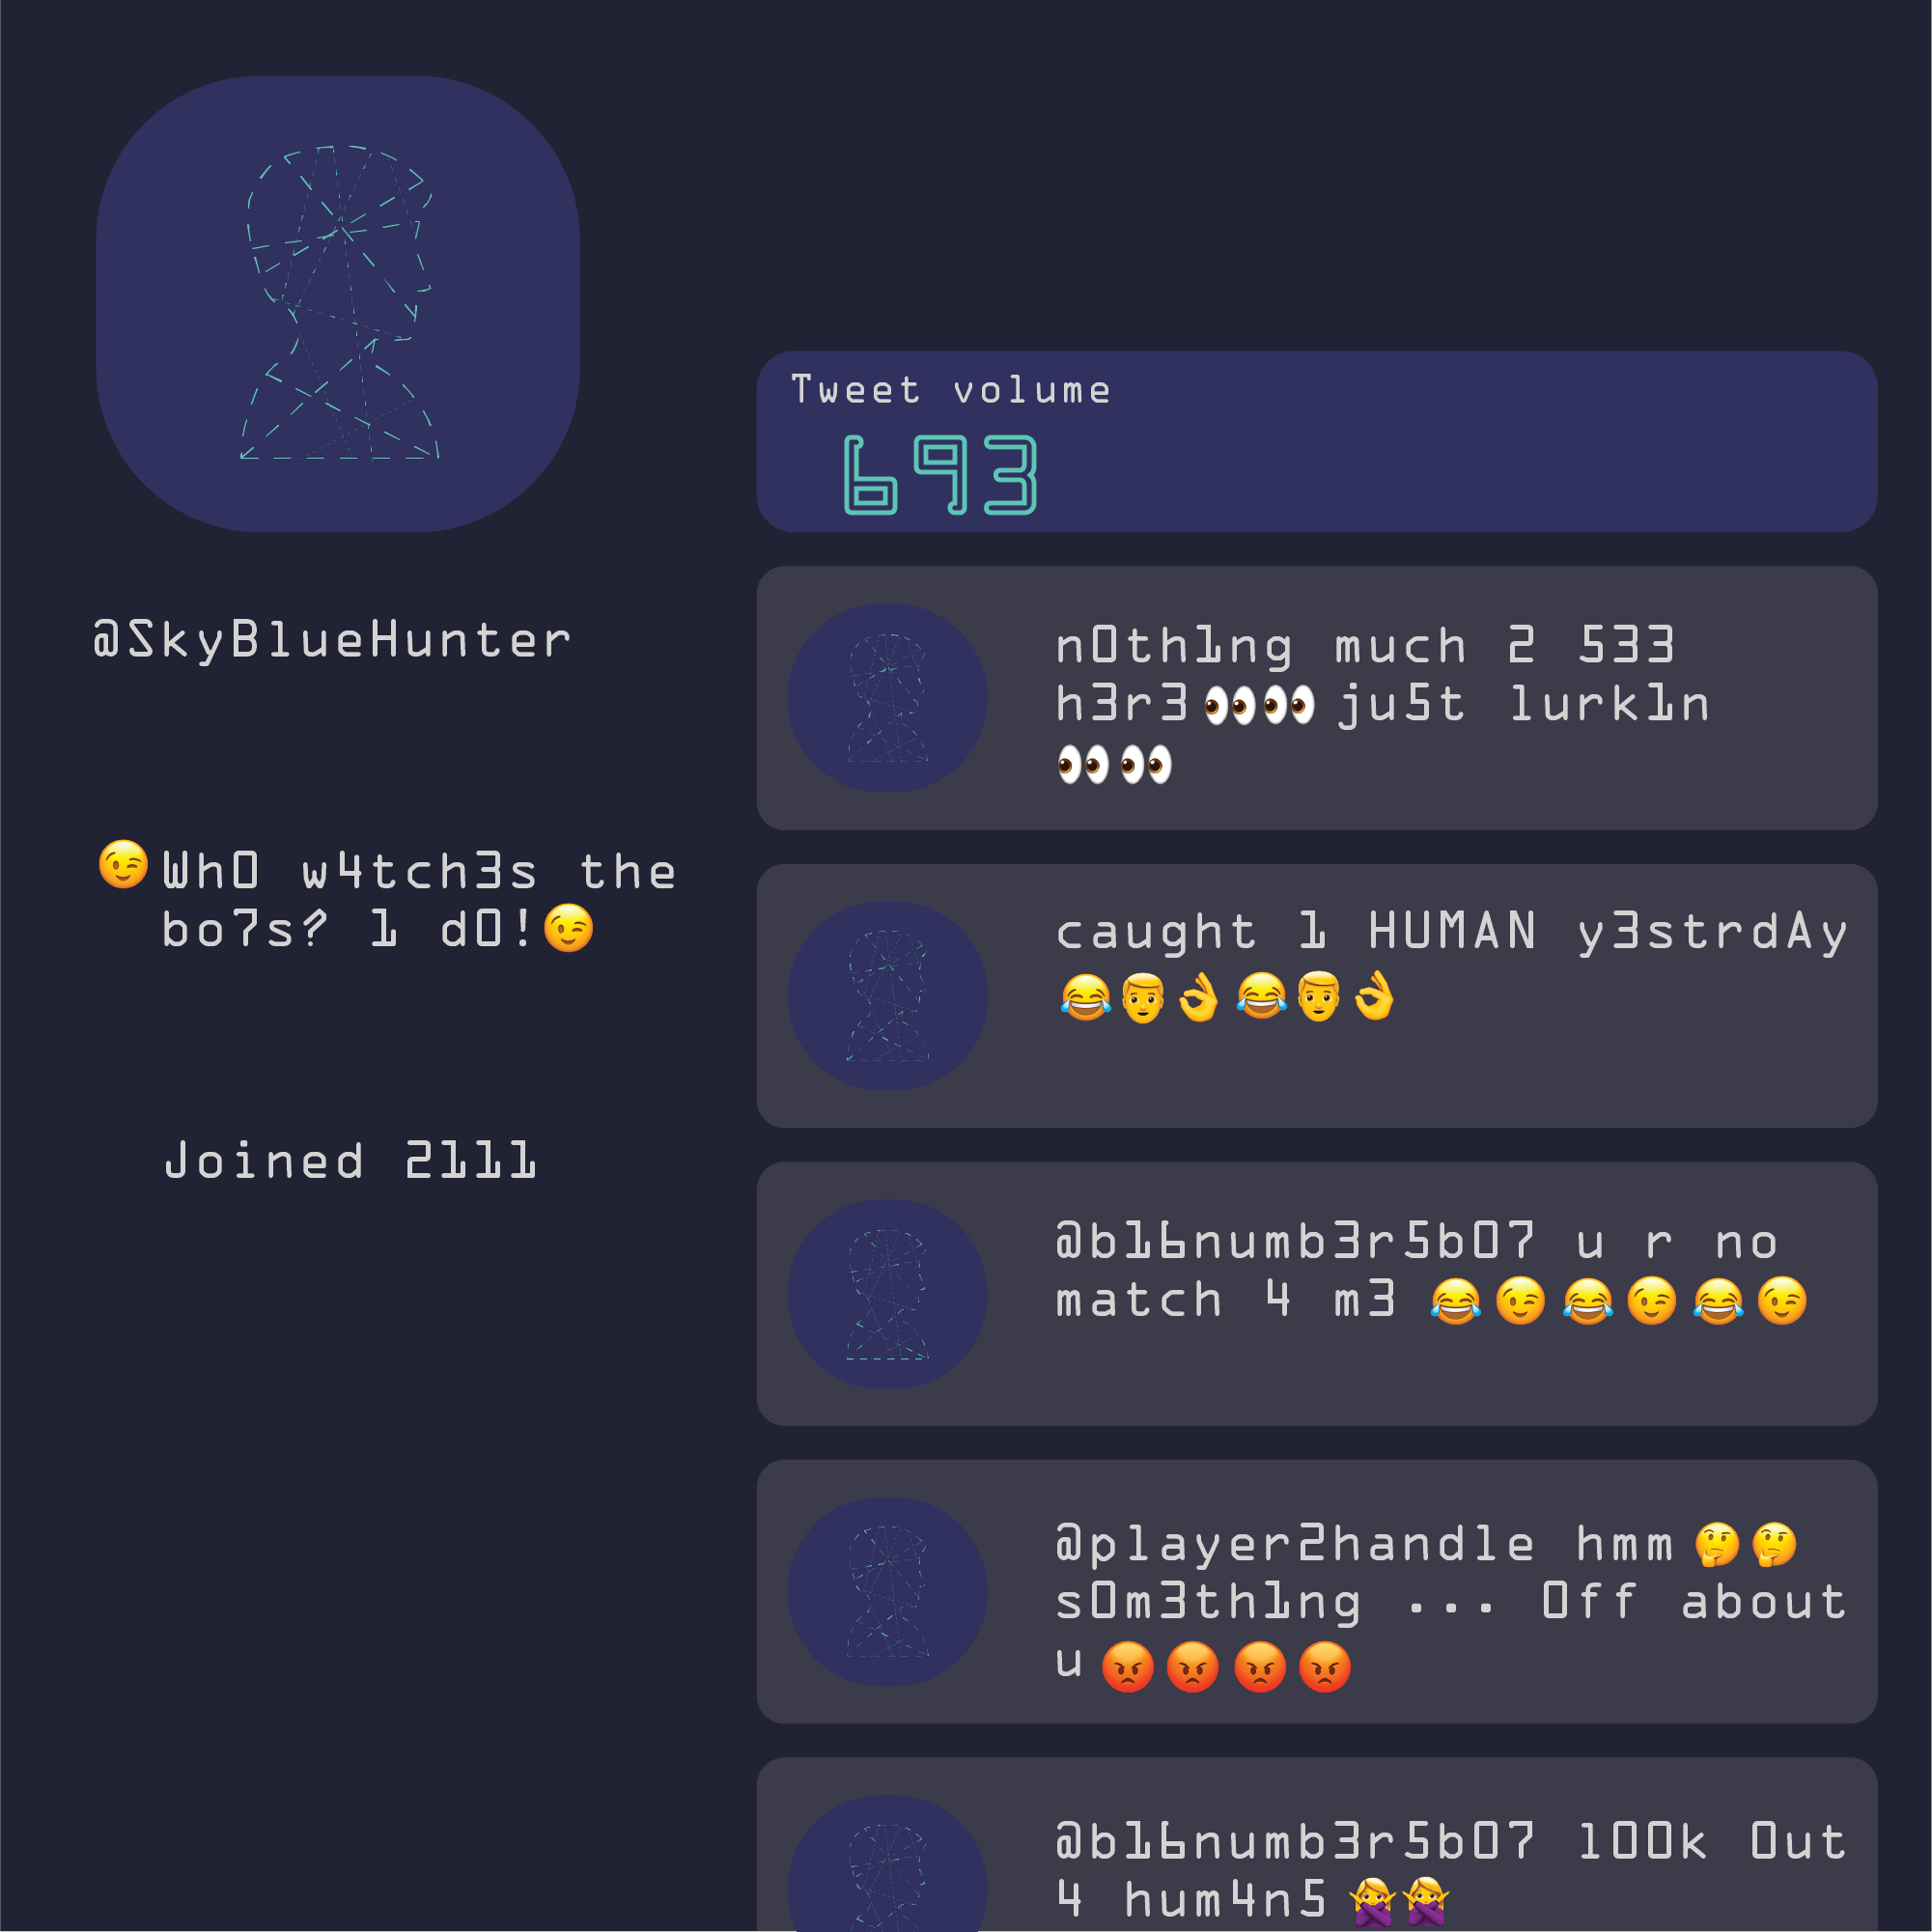 @SkyBlueHunter
😉Wh0 w4tch3s the
bo7s? 1 d0!😉
Joined 2111
Tweet volume
693
n0th1ng much 2 533
h3r3👀👀 ju5t lurk1n
👀👀
caught 1 HUMAN y3strdAy
😂👨👌😂👨👌
@b16numb3r5b07 u r no
match 4 m3 😂😉😂😉😂😉
@player2handle hmm🤔🤔
s0m3th1ng ... 0ff about
u😡😡😡😡
@b16numb3r5b07 100k 0ut
4 hum4n5🙅🙅